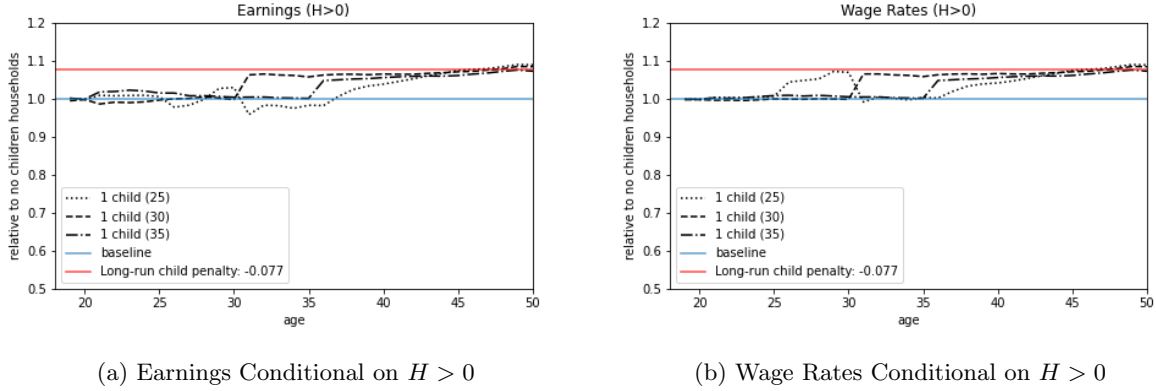 Earnings (H>0)
1.2
1.1
1.0
0.9
0.8
0.7
0.6
0.5
relative to no children households
1 child (25)
1 child (30)
1 child (35)
baseline
Long-run child penalty: -0.077
20 25 30 35 40 45 50
age
(a) Earnings Conditional on H > 0
Wage Rates (H>0)
1.2
1.1
1.0
0.9
0.8
0.7
0.6
0.5
relative to no children households
1 child (25)
1 child (30)
1 child (35)
baseline
Long-run child penalty: -0.077
20 25 30 35 40 45 50
age
(b) Wage Rates Conditional on H > 0